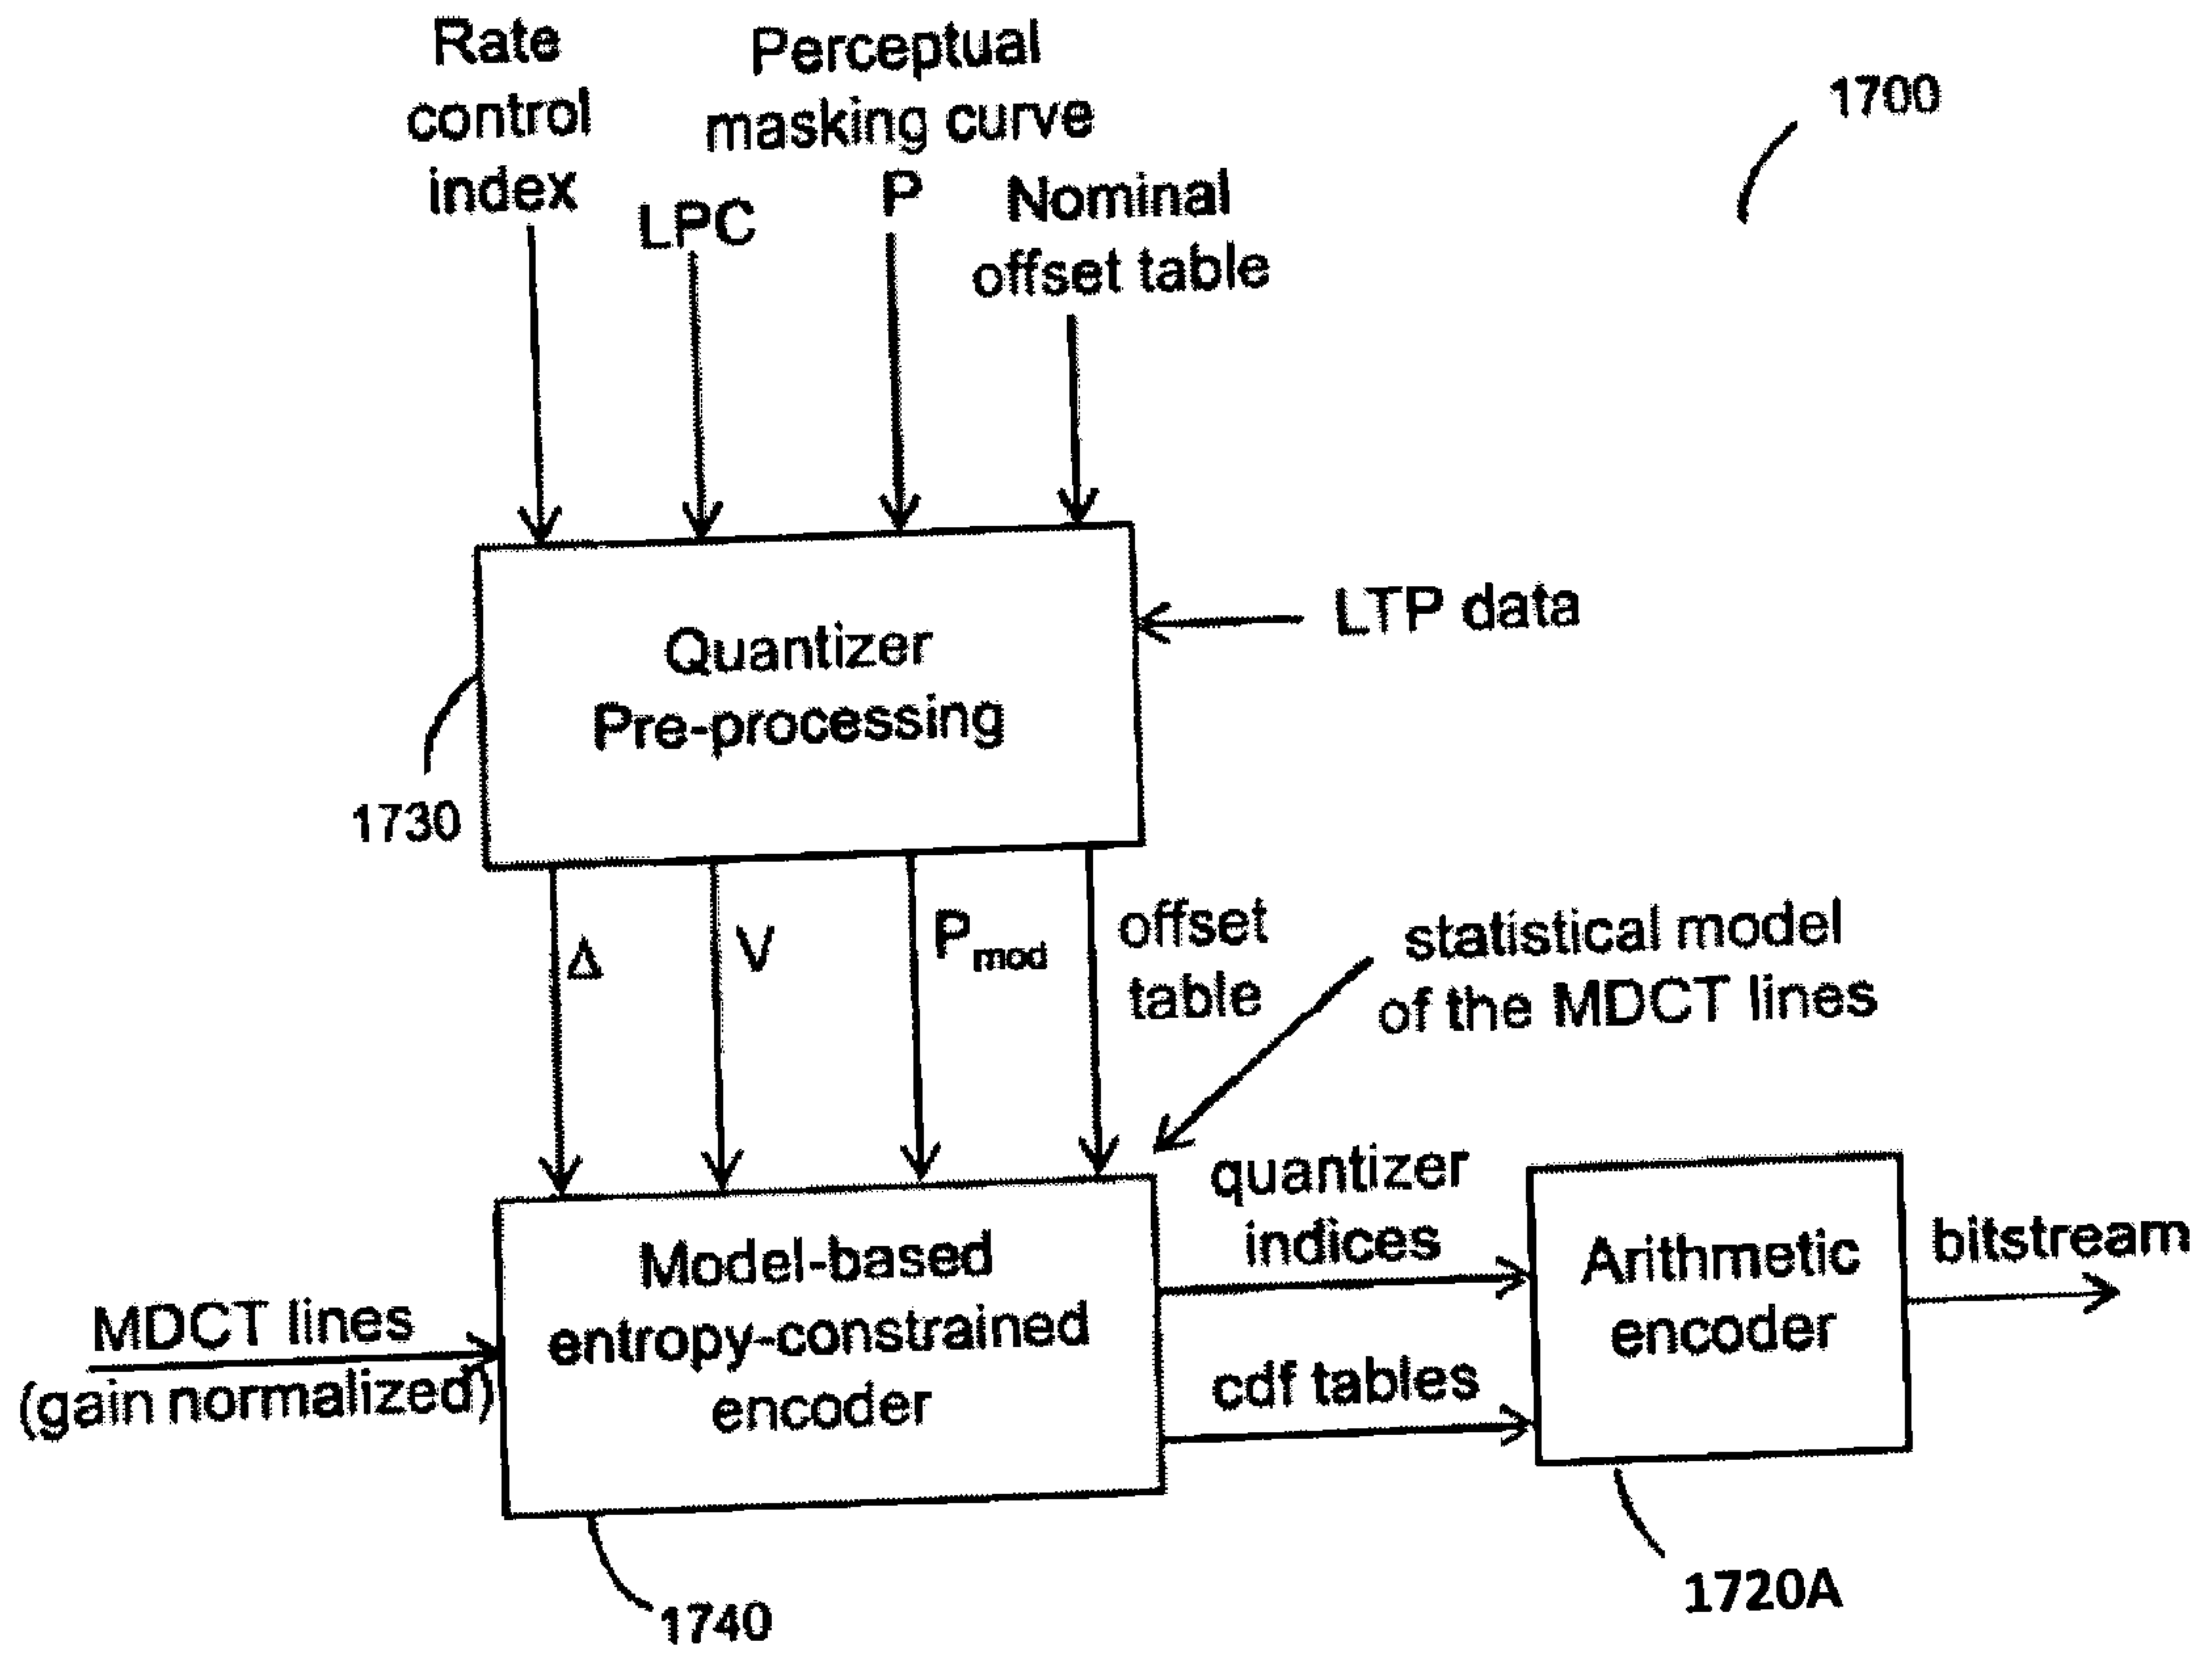 Rate
control
index
LPC
Perceptual
masking curve
P
Nominal
offset table
1700
Quantizer
Pre-processing
LTP data
1730
Δ
V
Pmod
offset
table
statistical model
of the MDCT lines
MDCT lines
(gain normalized)
Model-based
entropy-constrained
encoder
quantizer
indices
cdf tables
Arithmetic
encoder
bitstream
1740
1720A